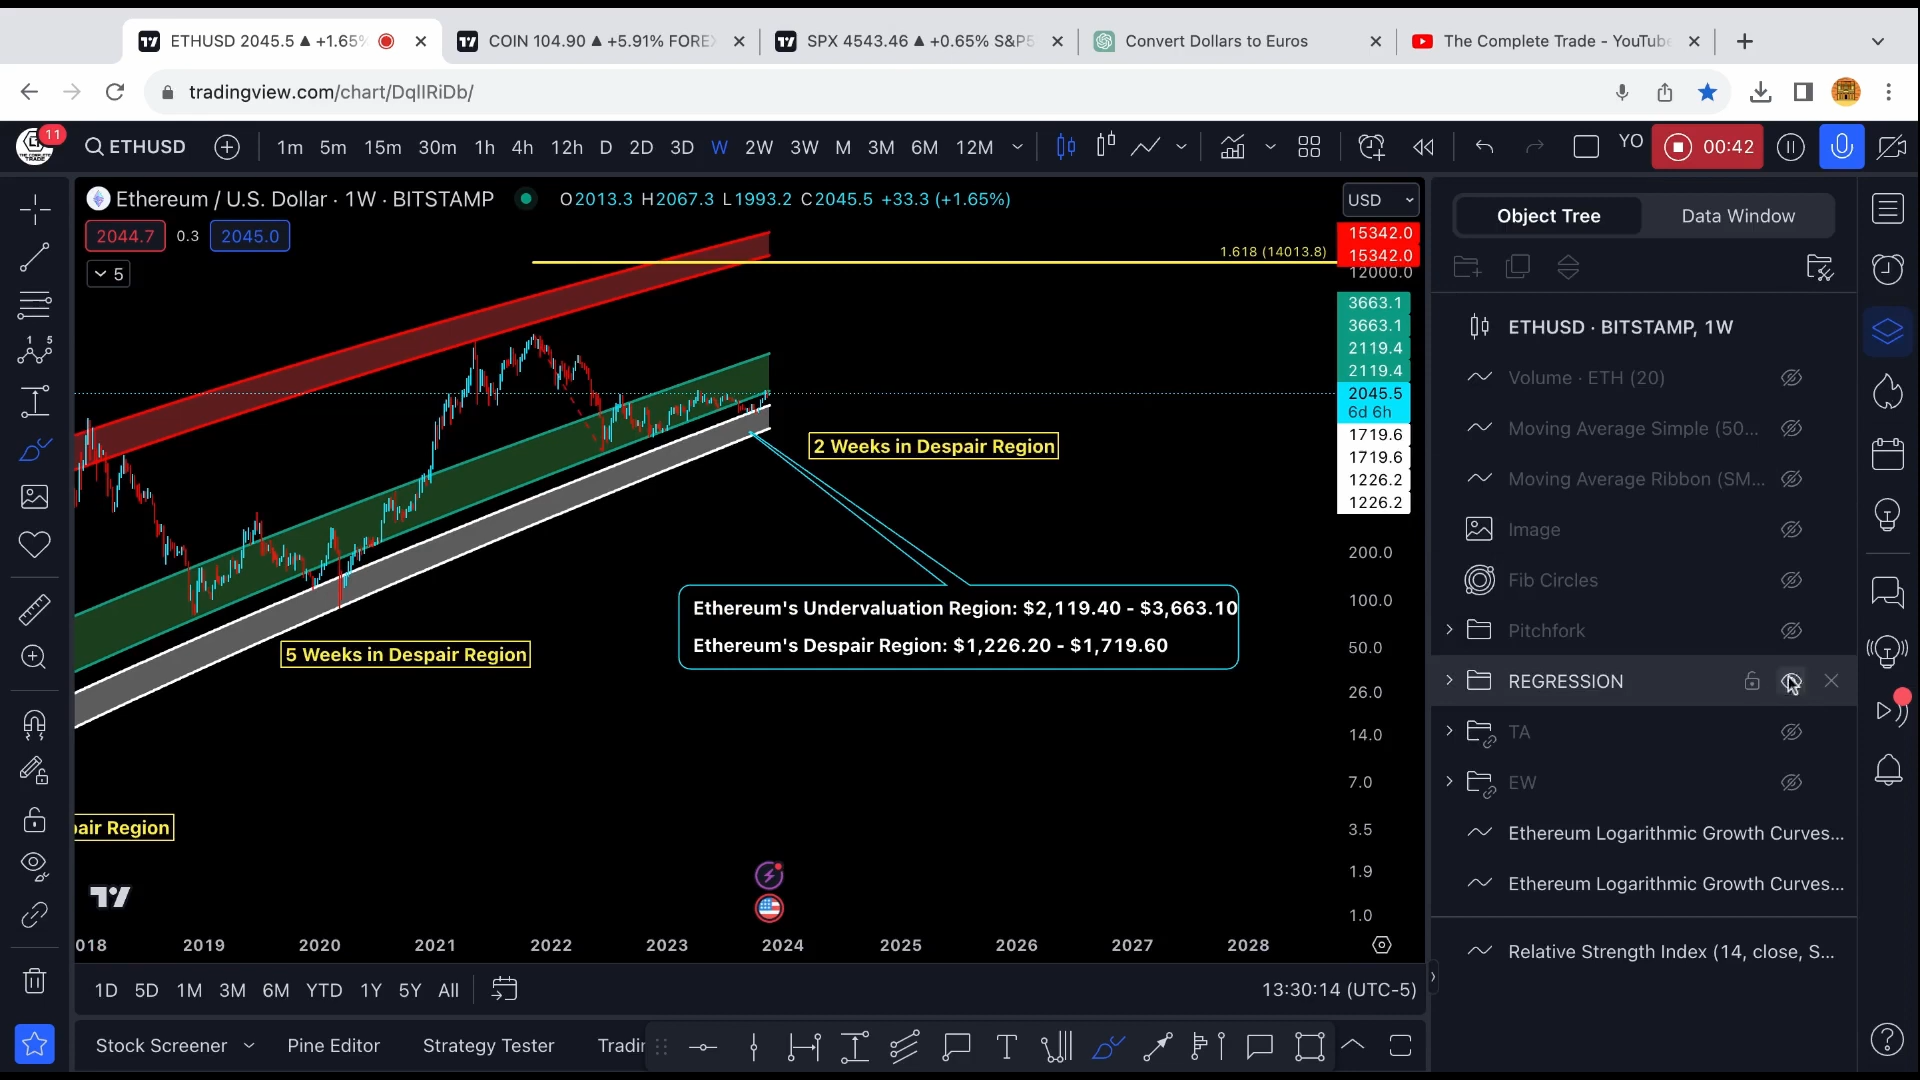 ETHUSD 2045.5 ▲ +1.65%
COIN 104.90 ▲ +5.91% FORE
SPX 4543.46 ▲ +0.65% S&P5
Convert Dollars to Euros
The Complete Trade - YouTube
tradingview.com/chart/DqIIRiDb/
11
ETHUSD
1m 5m 15m 30m 1h 4h 12h D 2D 3D W 2W 3W M 3M 6M 12M
YO
00:42
Ethereum / U.S. Dollar · 1W · BITSTAMP
O2013.3 H2067.3 L1993.2 C2045.5 +33.3 (+1.65%)
USD
2044.7 0.3 2045.0
5
1.618 (14013.8)
15342.0
15342.0
12000.0
3663.1
3663.1
2119.4
2119.4
2045.5
6d 6h
1719.6
1719.6
1226.2
1226.2
200.0
100.0
50.0
26.0
14.0
7.0
3.5
1.9
1.0
2 Weeks in Despair Region
Ethereum's Undervaluation Region: $2,119.40 - $3,663.10
Ethereum's Despair Region: $1,226.20 - $1,719.60
5 Weeks in Despair Region
pair Region
018 2019 2020 2021 2022 2023 2024 2025 2026 2027 2028
1D 5D 1M 3M 6M YTD 1Y 5Y All
13:30:14 (UTC-5)
Stock Screener Pine Editor Strategy Tester Tradin
Object Tree Data Window
ETHUSD · BITSTAMP, 1W
Volume · ETH (20)
Moving Average Simple (50...
Moving Average Ribbon (SM...
Image
Fib Circles
Pitchfork
REGRESSION
TA
EW
Ethereum Logarithmic Growth Curves...
Ethereum Logarithmic Growth Curves...
Relative Strength Index (14, close, S...